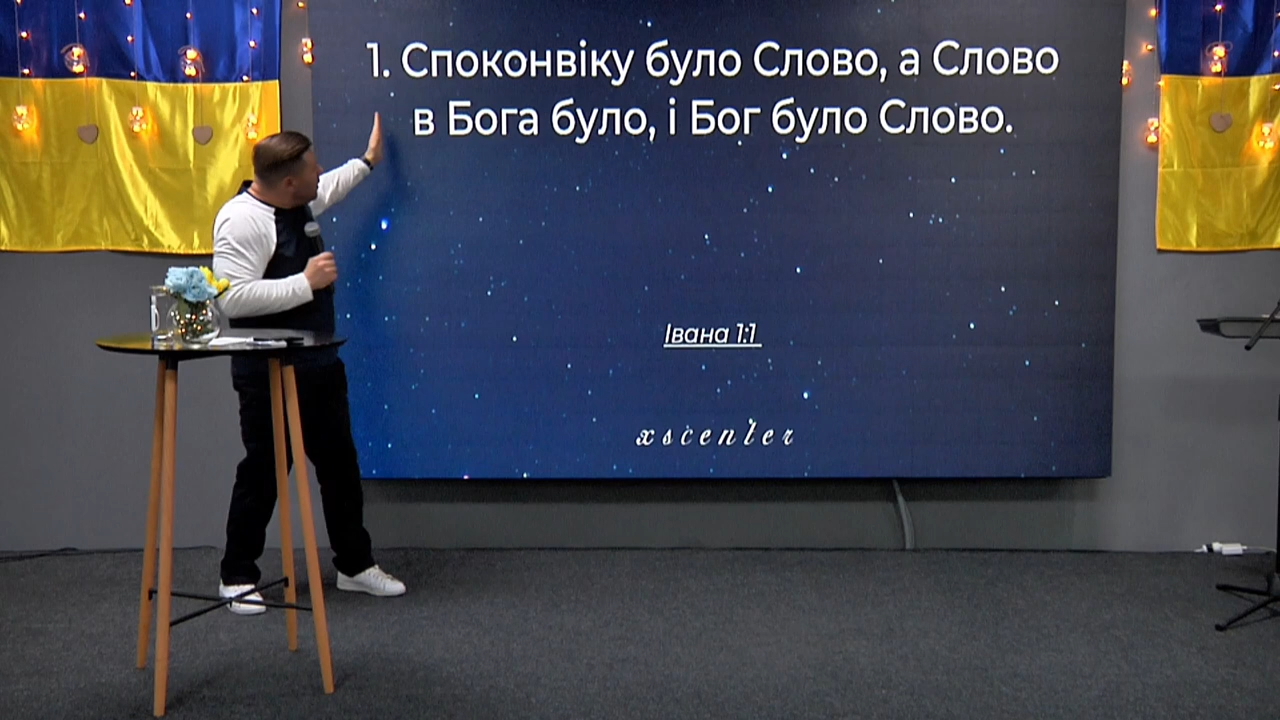 1. Споконвіку було Слово, а Слово
в Бога було, і Бог було Слово.
Івана 1:1
xscenter